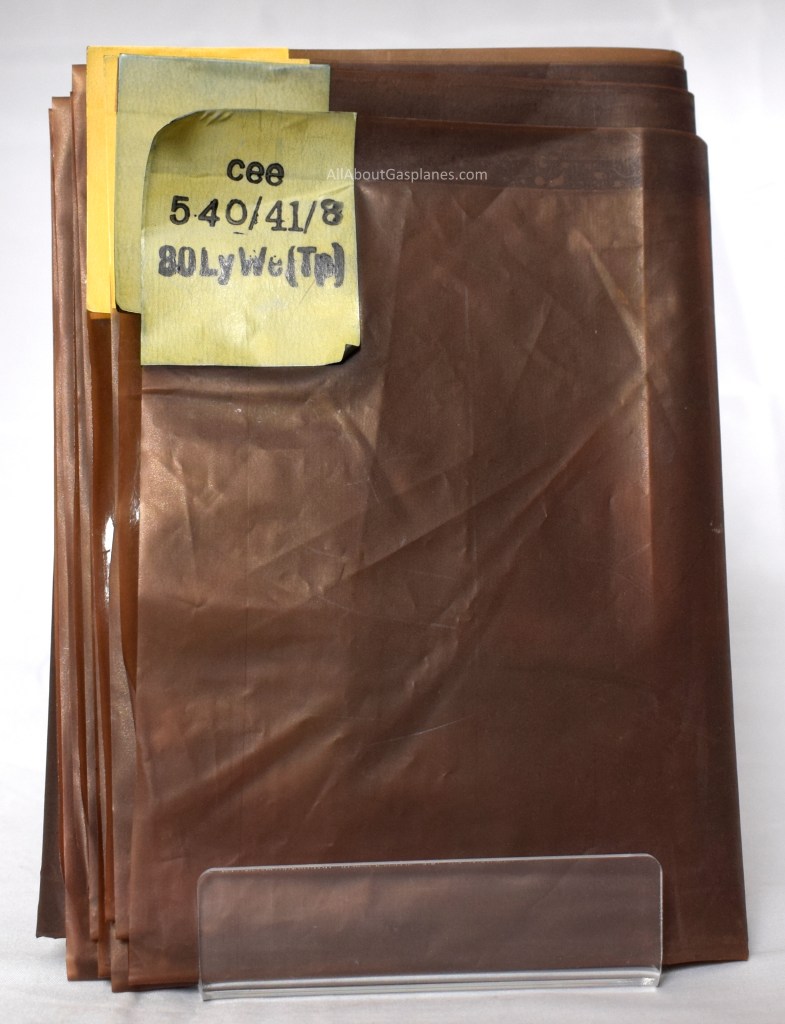 AllAboutGasplanes.com
cee
5.40/41/8
80LyWe(Tp)